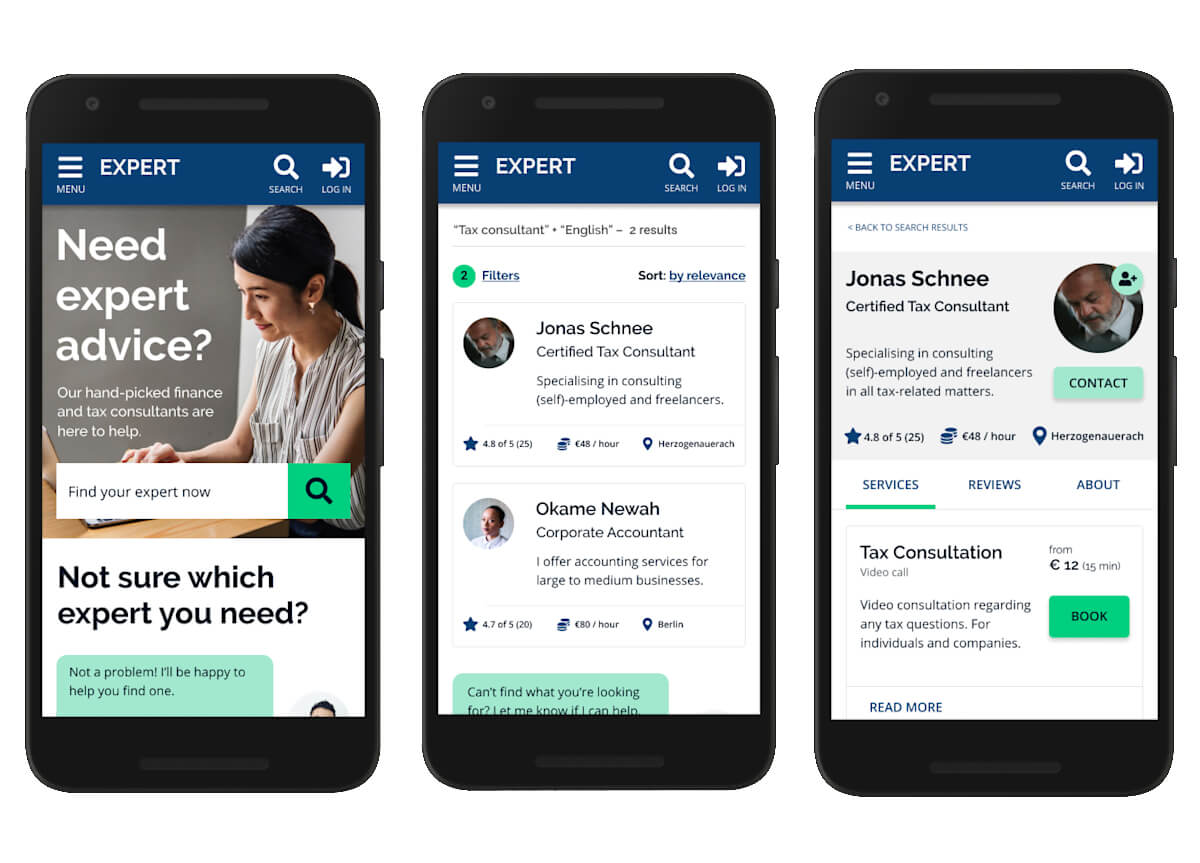 EXPERT
MENU
SEARCH
LOG IN
Need
expert
advice?
Our hand-picked finance
and tax consultants are
here to help.
Find your expert now
Not sure which
expert you need?
Not a problem! I'll be happy to
help you find one.
EXPERT
MENU
SEARCH
LOG IN
"Tax consultant" + "English" – 2 results
2 Filters
Sort: by relevance
Jonas Schnee
Certified Tax Consultant
Specialising in consulting
(self)-employed and freelancers.
4.8 of 5 (25) €48 / hour Herzogenauerach
Okame Newah
Corporate Accountant
I offer accounting services for
large to medium businesses.
4.7 of 5 (20) €80 / hour Berlin
Can't find what you're looking
for? Let me know if I can help.
EXPERT
MENU
SEARCH
LOG IN
< BACK TO SEARCH RESULTS
Jonas Schnee
Certified Tax Consultant
Specialising in consulting
(self)-employed and freelancers
in all tax-related matters.
CONTACT
4.8 of 5 (25) €48 / hour Herzogenauerach
SERVICES REVIEWS ABOUT
Tax Consultation
Video call
from
€ 12 (15 min)
Video consultation regarding
any tax questions. For
individuals and companies.
BOOK
READ MORE